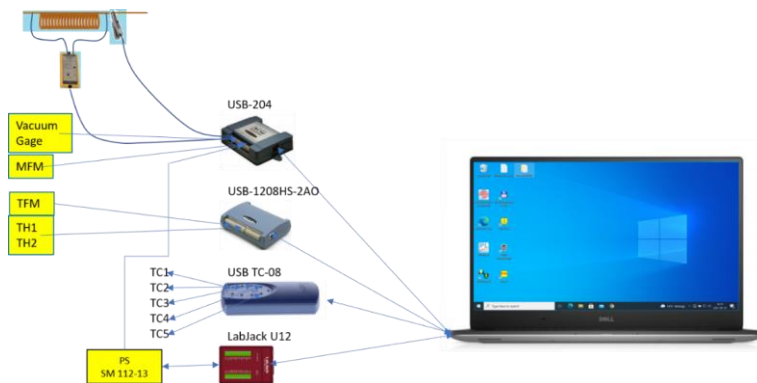 USB-204
Vacuum
Gage
MFM
USB-1208HS-2AO
TFM
TH1
TH2
USB TC-08
TC1
TC2
TC3
TC4
TC5
LabJack U12
PS
SM 112-13
DELL